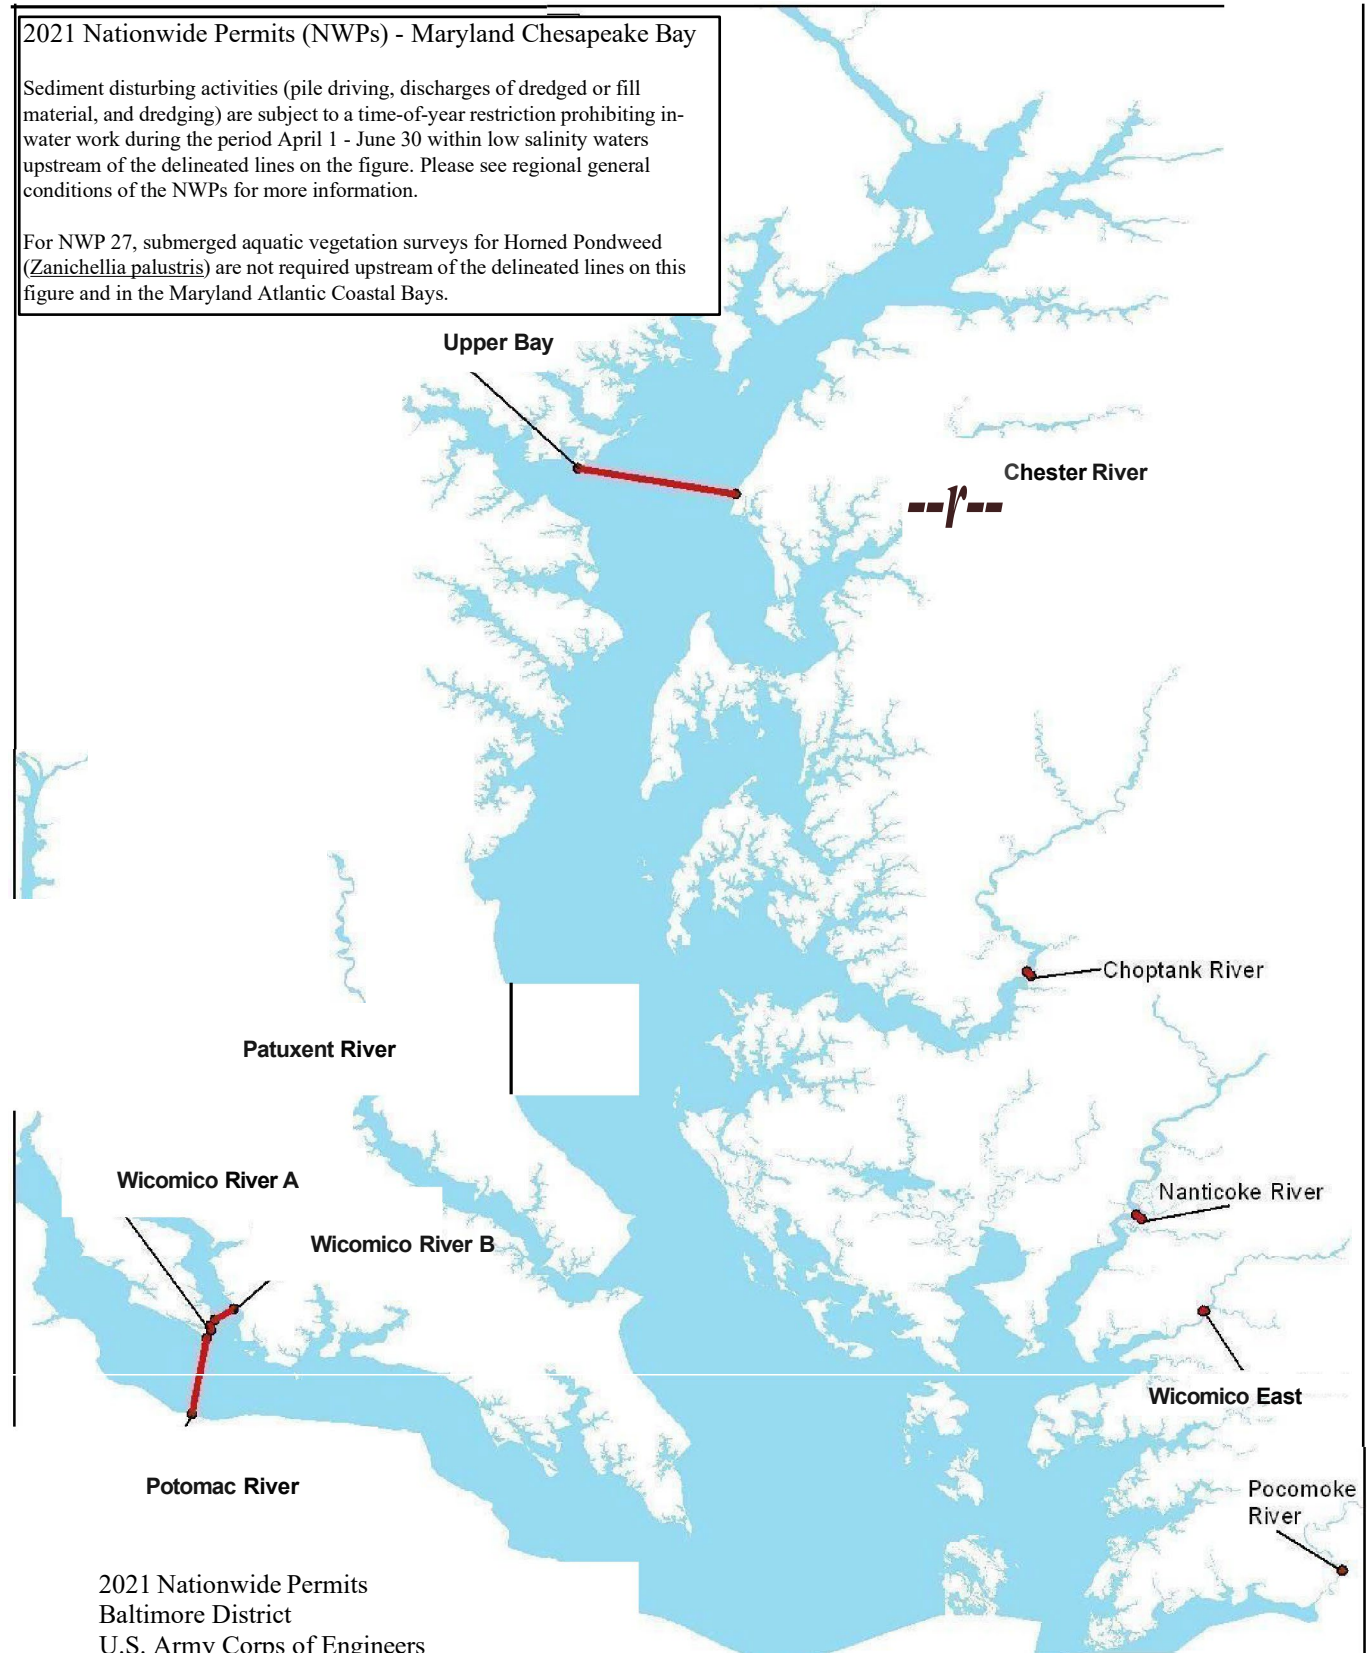 2021 Nationwide Permits (NWPs) - Maryland Chesapeake Bay
Sediment disturbing activities (pile driving, discharges of dredged or fill
material, and dredging) are subject to a time-of-year restriction prohibiting in-
water work during the period April 1 - June 30 within low salinity waters
upstream of the delineated lines on the figure. Please see regional general
conditions of the NWPs for more information.
For NWP 27, submerged aquatic vegetation surveys for Horned Pondweed
(Zanichellia palustris) are not required upstream of the delineated lines on this
figure and in the Maryland Atlantic Coastal Bays.
Upper Bay
Chester River
--r--
Choptank River
Patuxent River
Wicomico River A
Nanticoke River
Wicomico River B
Wicomico East
Potomac River
Pocomoke
River
2021 Nationwide Permits
Baltimore District
U.S. Army Corps of Engineers